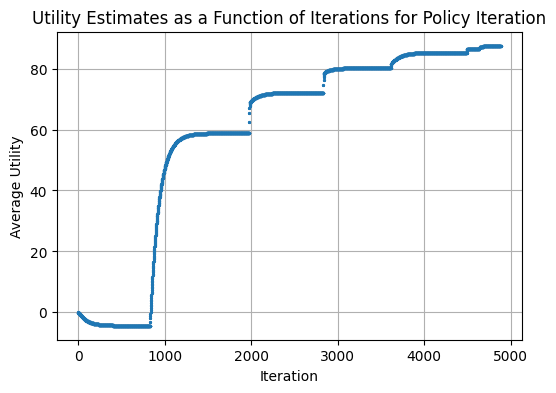 Utility Estimates as a Function of Iterations for Policy Iteration
80
60
40
20
0
Average Utility
0 1000 2000 3000 4000 5000
Iteration